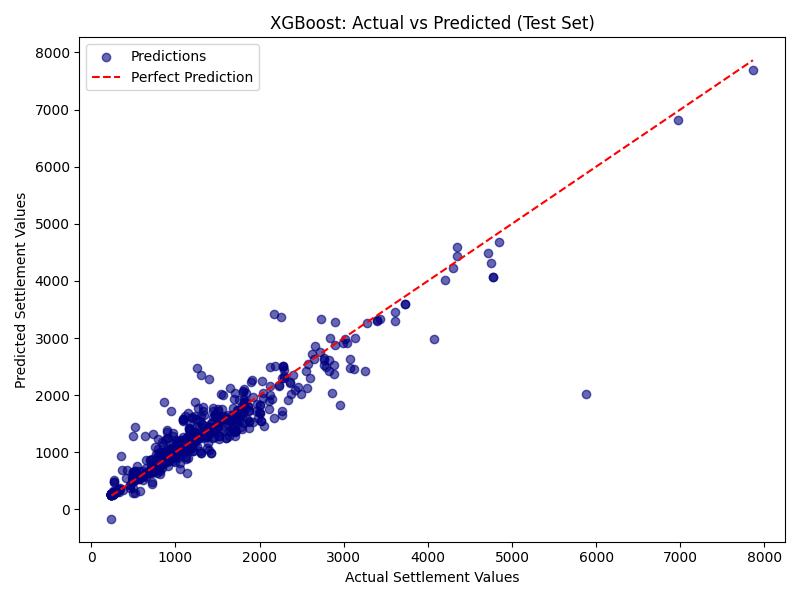 XGBoost: Actual vs Predicted (Test Set)
Predictions
Perfect Prediction
Predicted Settlement Values
8000
7000
6000
5000
4000
3000
2000
1000
0
0 1000 2000 3000 4000 5000 6000 7000 8000
Actual Settlement Values